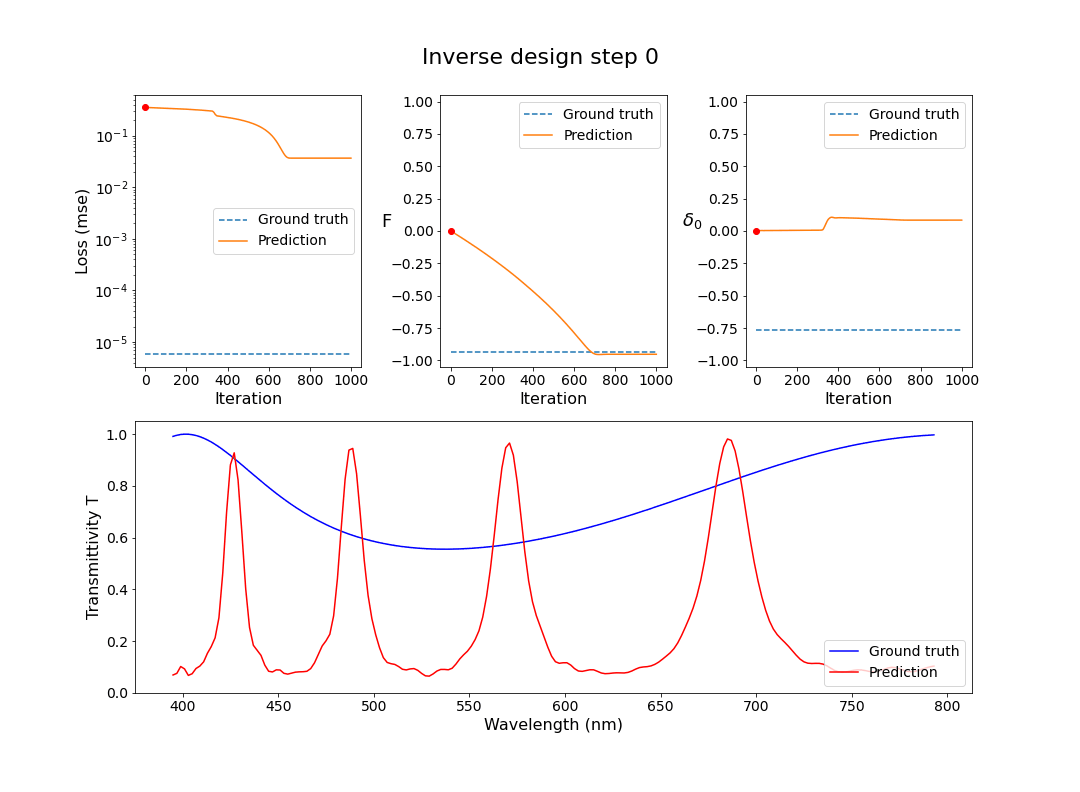 Inverse design step 0
Loss (mse)
10⁻¹
10⁻²
10⁻³
10⁻⁴
10⁻⁵
Ground truth
Prediction
0 200 400 600 800 1000
Iteration
F
1.00
0.75
0.50
0.25
0.00
−0.25
−0.50
−0.75
−1.00
Ground truth
Prediction
0 200 400 600 800 1000
Iteration
δ₀
1.00
0.75
0.50
0.25
0.00
−0.25
−0.50
−0.75
−1.00
Ground truth
Prediction
0 200 400 600 800 1000
Iteration
Transmittivity T
1.0
0.8
0.6
0.4
0.2
0.0
Ground truth
Prediction
400 450 500 550 600 650 700 750 800
Wavelength (nm)